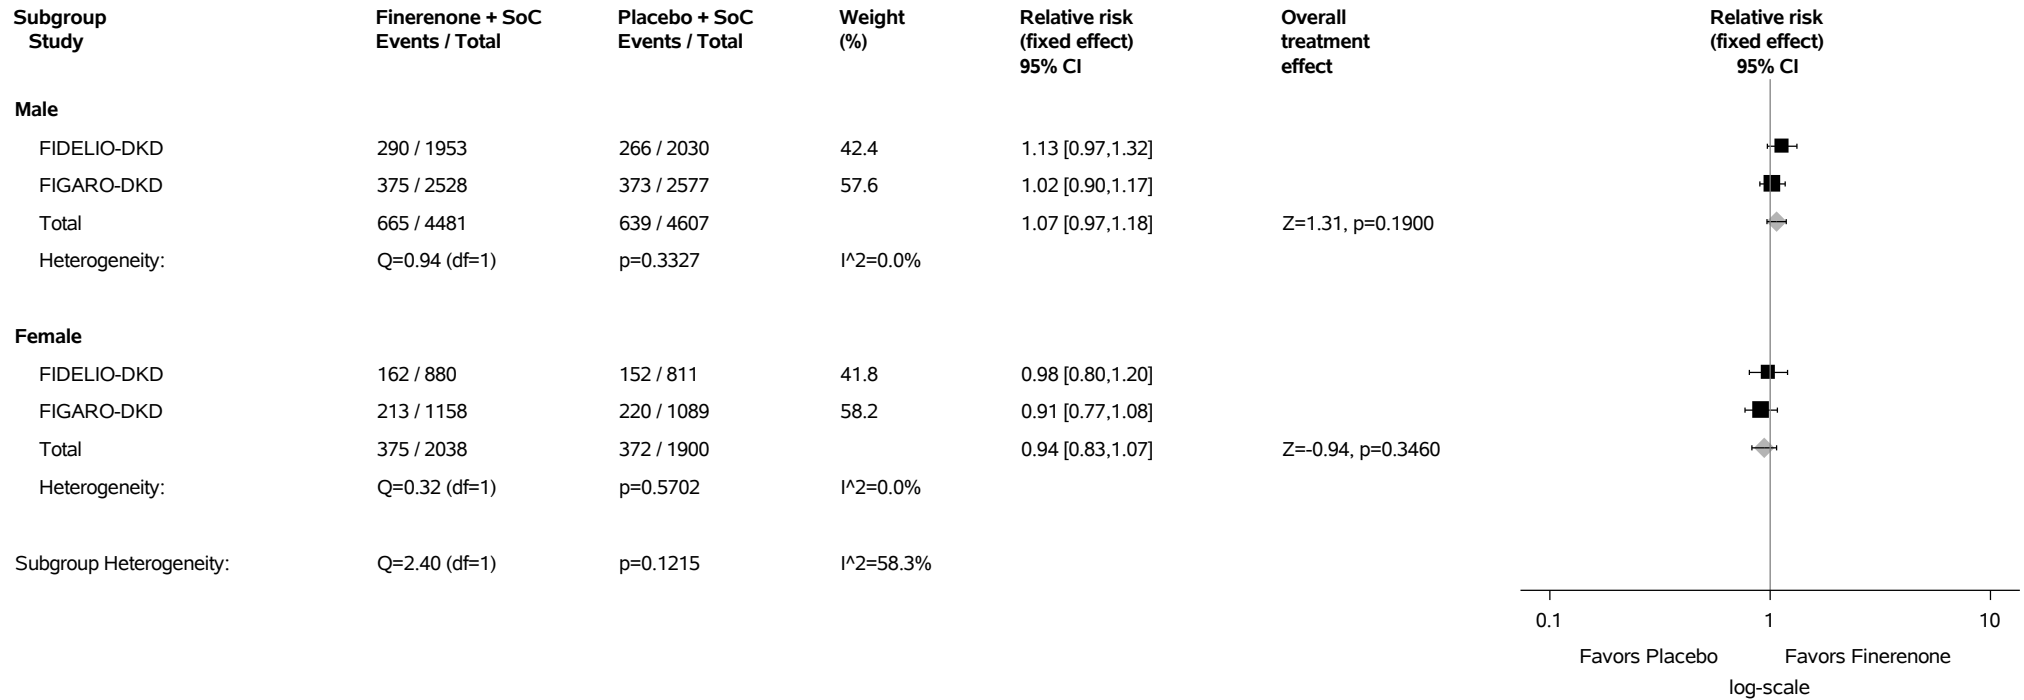 Subgroup Finerenone + SoC Placebo + SoC Weight Relative risk Overall Relative risk
Study Events / Total Events / Total (%) (fixed effect) treatment (fixed effect)
95% CI effect 95% CI
Male
FIDELIO-DKD 290 / 1953 266 / 2030 42.4 1.13 [0.97,1.32]
FIGARO-DKD 375 / 2528 373 / 2577 57.6 1.02 [0.90,1.17]
Total 665 / 4481 639 / 4607 1.07 [0.97,1.18] Z=1.31, p=0.1900
Heterogeneity: Q=0.94 (df=1) p=0.3327 I^2=0.0%
Female
FIDELIO-DKD 162 / 880 152 / 811 41.8 0.98 [0.80,1.20]
FIGARO-DKD 213 / 1158 220 / 1089 58.2 0.91 [0.77,1.08]
Total 375 / 2038 372 / 1900 0.94 [0.83,1.07] Z=-0.94, p=0.3460
Heterogeneity: Q=0.32 (df=1) p=0.5702 I^2=0.0%
Subgroup Heterogeneity: Q=2.40 (df=1) p=0.1215 I^2=58.3%
0.1 1 10
Favors Placebo Favors Finerenone
log-scale